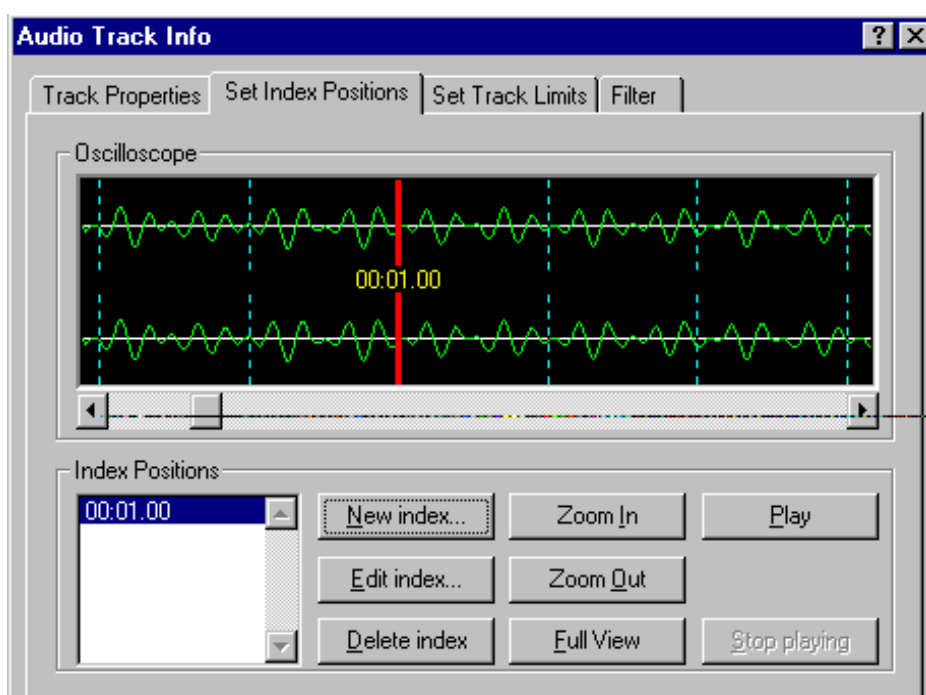 Audio Track Info
Track Properties Set Index Positions Set Track Limits Filter
Oscilloscope
00:01.00
Index Positions
00:01.00 New index... Zoom In Play
Edit index... Zoom Out
Delete index Full View Stop playing